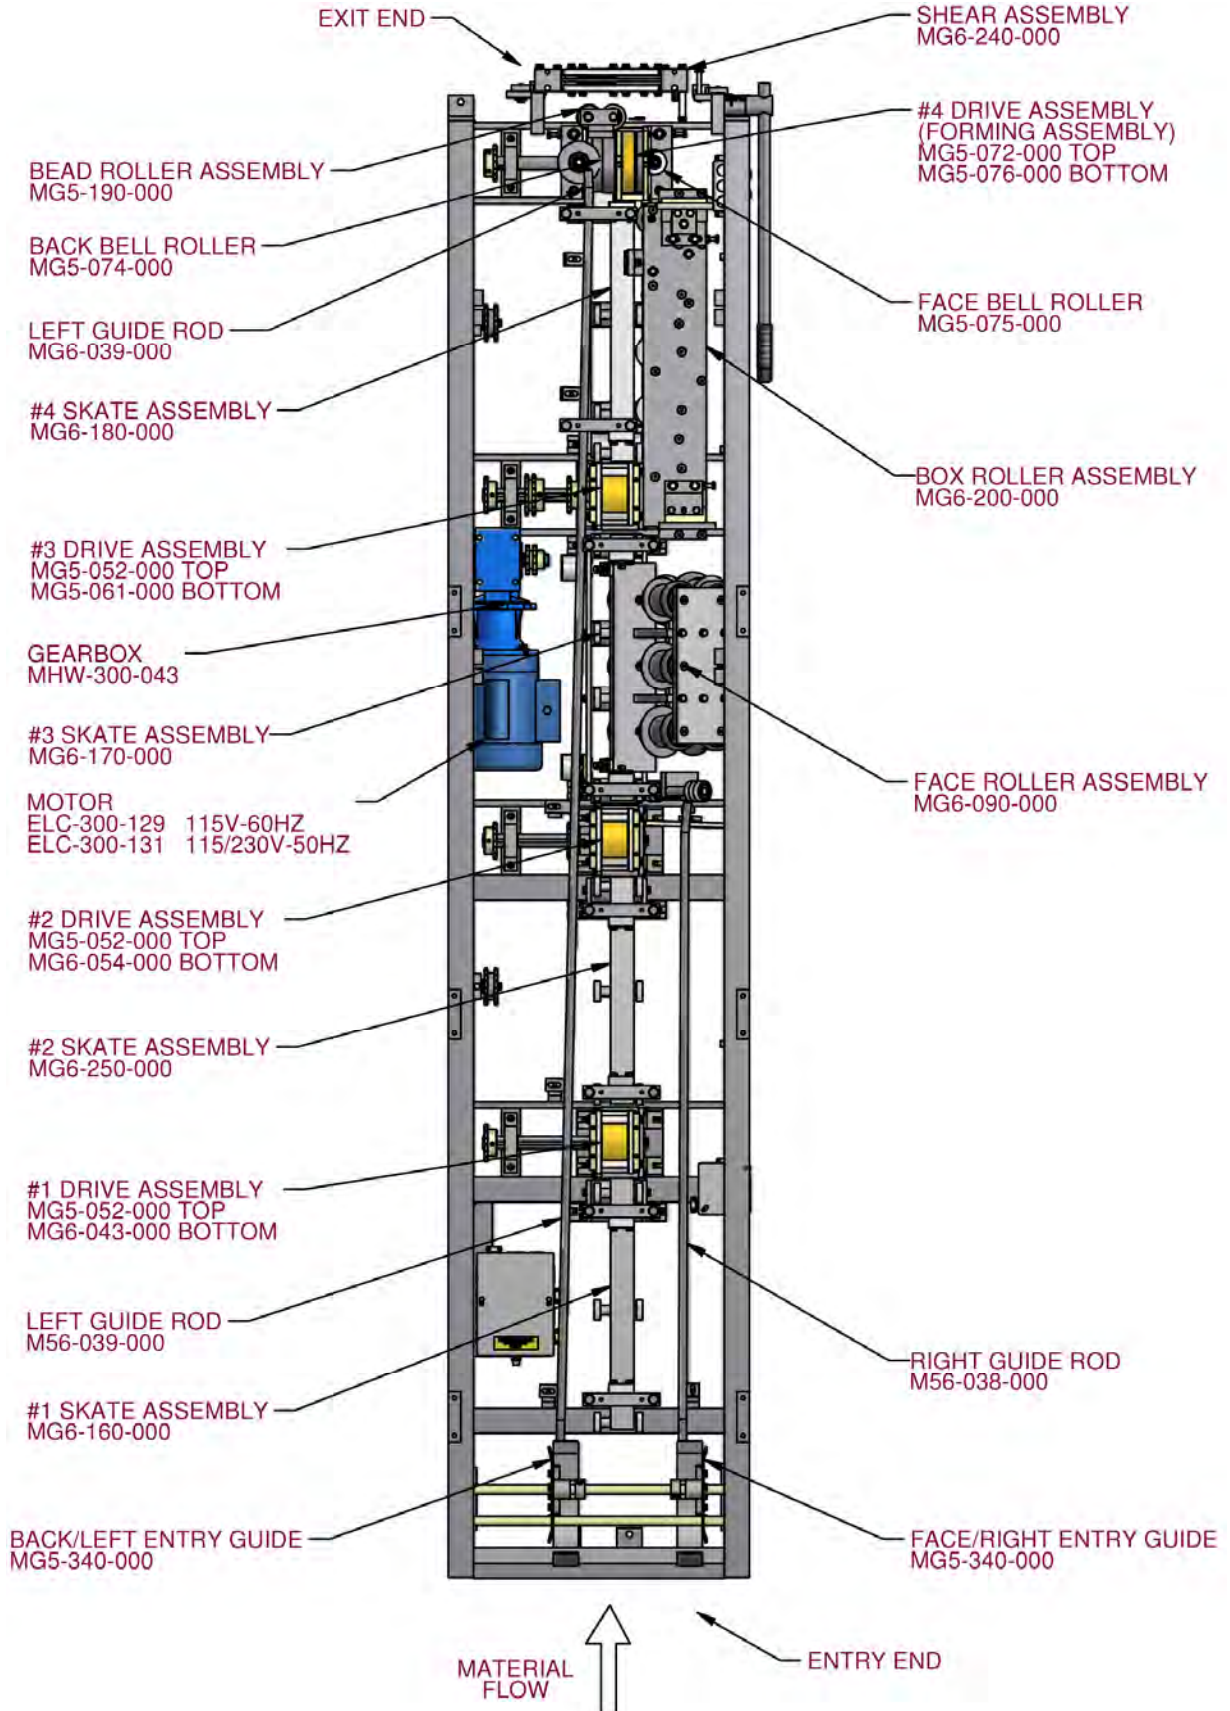 EXIT END
SHEAR ASSEMBLY
MG6-240-000
#4 DRIVE ASSEMBLY
(FORMING ASSEMBLY)
MG5-072-000 TOP
MG5-076-000 BOTTOM
BEAD ROLLER ASSEMBLY
MG5-190-000
BACK BELL ROLLER
MG5-074-000
FACE BELL ROLLER
MG5-075-000
LEFT GUIDE ROD
MG6-039-000
#4 SKATE ASSEMBLY
MG6-180-000
BOX ROLLER ASSEMBLY
MG6-200-000
#3 DRIVE ASSEMBLY
MG5-052-000 TOP
MG5-061-000 BOTTOM
GEARBOX
MHW-300-043
#3 SKATE ASSEMBLY
MG6-170-000
FACE ROLLER ASSEMBLY
MG6-090-000
MOTOR
ELC-300-129 115V-60HZ
ELC-300-131 115/230V-50HZ
#2 DRIVE ASSEMBLY
MG5-052-000 TOP
MG6-054-000 BOTTOM
#2 SKATE ASSEMBLY
MG6-250-000
#1 DRIVE ASSEMBLY
MG5-052-000 TOP
MG6-043-000 BOTTOM
LEFT GUIDE ROD
M56-039-000
RIGHT GUIDE ROD
M56-038-000
#1 SKATE ASSEMBLY
MG6-160-000
BACK/LEFT ENTRY GUIDE
MG5-340-000
FACE/RIGHT ENTRY GUIDE
MG5-340-000
ENTRY END
MATERIAL
FLOW